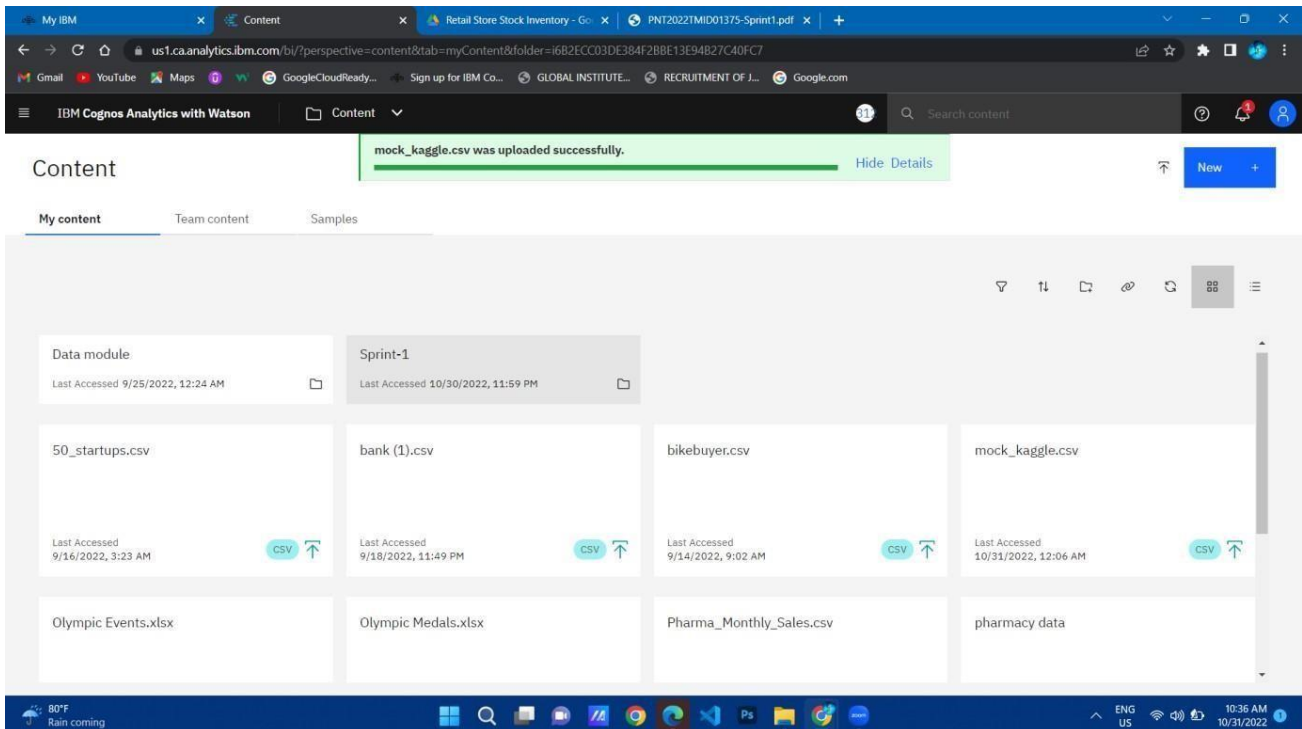 My IBM
Content
Retail Store Stock Inventory - Go
PNT2022TMID01375-Sprint1.pdf
us1.ca.analytics.ibm.com/bi/?perspective=content&tab=myContent&folder=i6B2ECC03DE384F2BBE13E94B27C40FC7
Gmail YouTube Maps GoogleCloudReady... Sign up for IBM Co... GLOBAL INSTITUTE... RECRUITMENT OF J... Google.com
IBM Cognos Analytics with Watson Content Search content 1
mock_kaggle.csv was uploaded successfully.
Hide Details
Content
New +
My content Team content Samples
Data module
Last Accessed 9/25/2022, 12:24 AM
Sprint-1
Last Accessed 10/30/2022, 11:59 PM
50_startups.csv
Last Accessed
9/16/2022, 3:23 AM
CSV
bank (1).csv
Last Accessed
9/18/2022, 11:49 PM
CSV
bikebuyer.csv
Last Accessed
9/14/2022, 9:02 AM
CSV
mock_kaggle.csv
Last Accessed
10/31/2022, 12:06 AM
CSV
Olympic Events.xlsx
Olympic Medals.xlsx
Pharma_Monthly_Sales.csv
pharmacy data
80°F
Rain coming
Ps
zoom
ENG
US
10:36 AM
10/31/2022
1